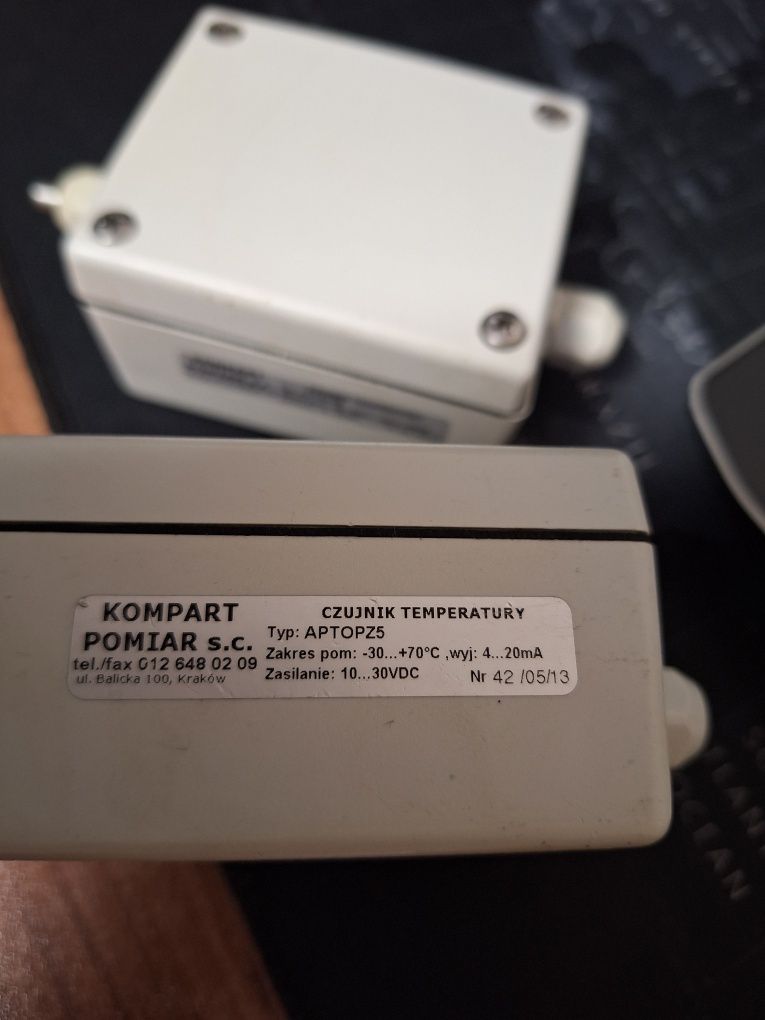 KOMPART
POMIAR s.c.
tel./fax 012 648 02 09
ul. Balicka 100, Kraków
CZUJNIK TEMPERATURY
Typ: APTOPZ5
Zakres pom: -30...+70°C ,wyj: 4...20mA
Zasilanie: 10...30VDC
Nr 42 /05/13
CEAN